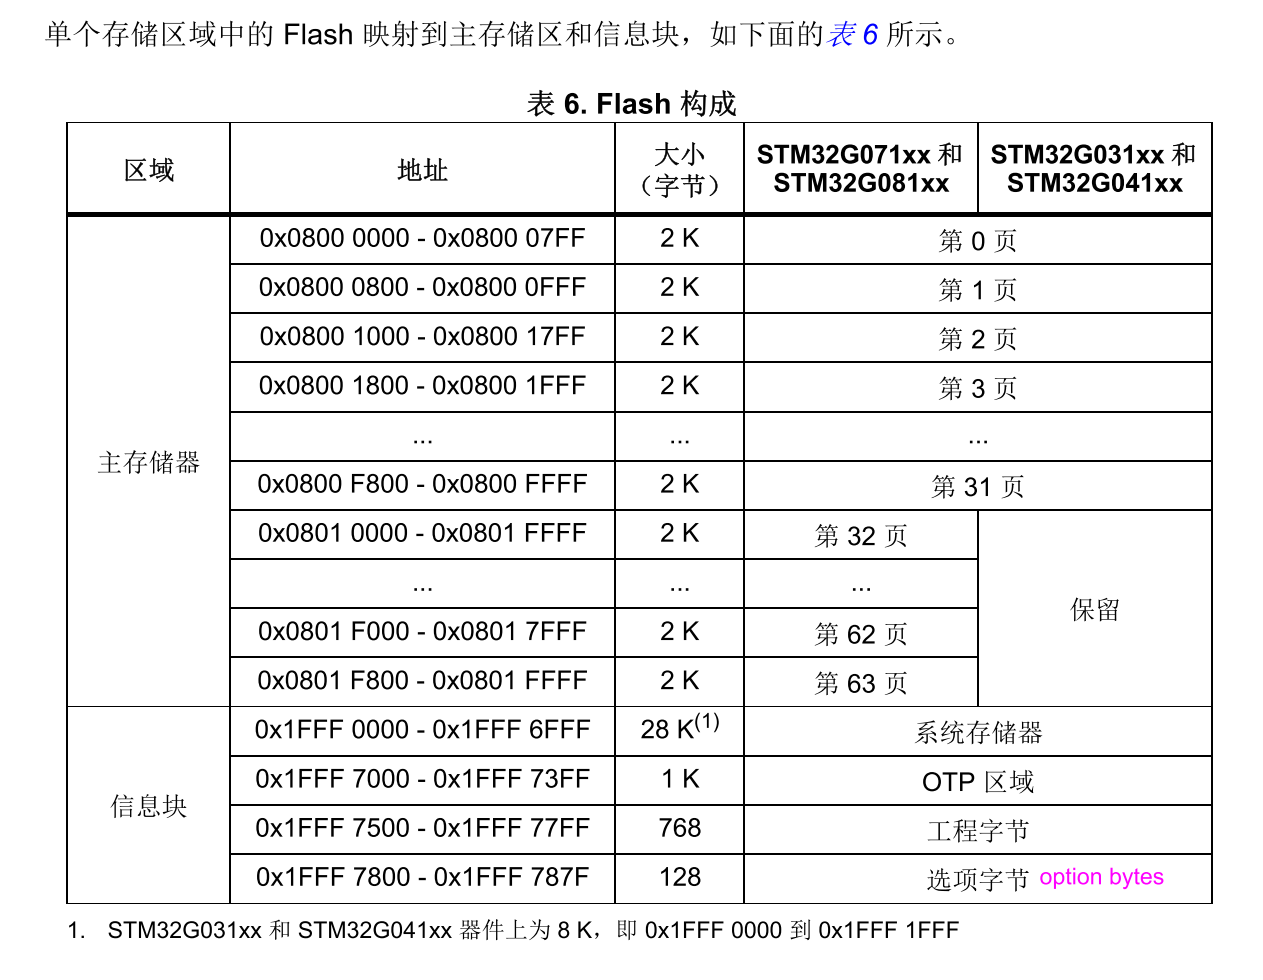 单个存储区域中的 Flash 映射到主存储区和信息块，如下面的表 6 所示。
表 6. Flash 构成
区域 地址 大小（字节） STM32G071xx 和 STM32G081xx STM32G031xx 和 STM32G041xx
主存储器
0x0800 0000 - 0x0800 07FF 2 K 第 0 页
0x0800 0800 - 0x0800 0FFF 2 K 第 1 页
0x0800 1000 - 0x0800 17FF 2 K 第 2 页
0x0800 1800 - 0x0800 1FFF 2 K 第 3 页
... ... ...
0x0800 F800 - 0x0800 FFFF 2 K 第 31 页
0x0801 0000 - 0x0801 FFFF 2 K 第 32 页 保留
... ... ...
0x0801 F000 - 0x0801 7FFF 2 K 第 62 页
0x0801 F800 - 0x0801 FFFF 2 K 第 63 页
信息块
0x1FFF 0000 - 0x1FFF 6FFF 28 K(1) 系统存储器
0x1FFF 7000 - 0x1FFF 73FF 1 K OTP 区域
0x1FFF 7500 - 0x1FFF 77FF 768 工程字节
0x1FFF 7800 - 0x1FFF 787F 128 选项字节 option bytes
1. STM32G031xx 和 STM32G041xx 器件上为 8 K，即 0x1FFF 0000 到 0x1FFF 1FFF